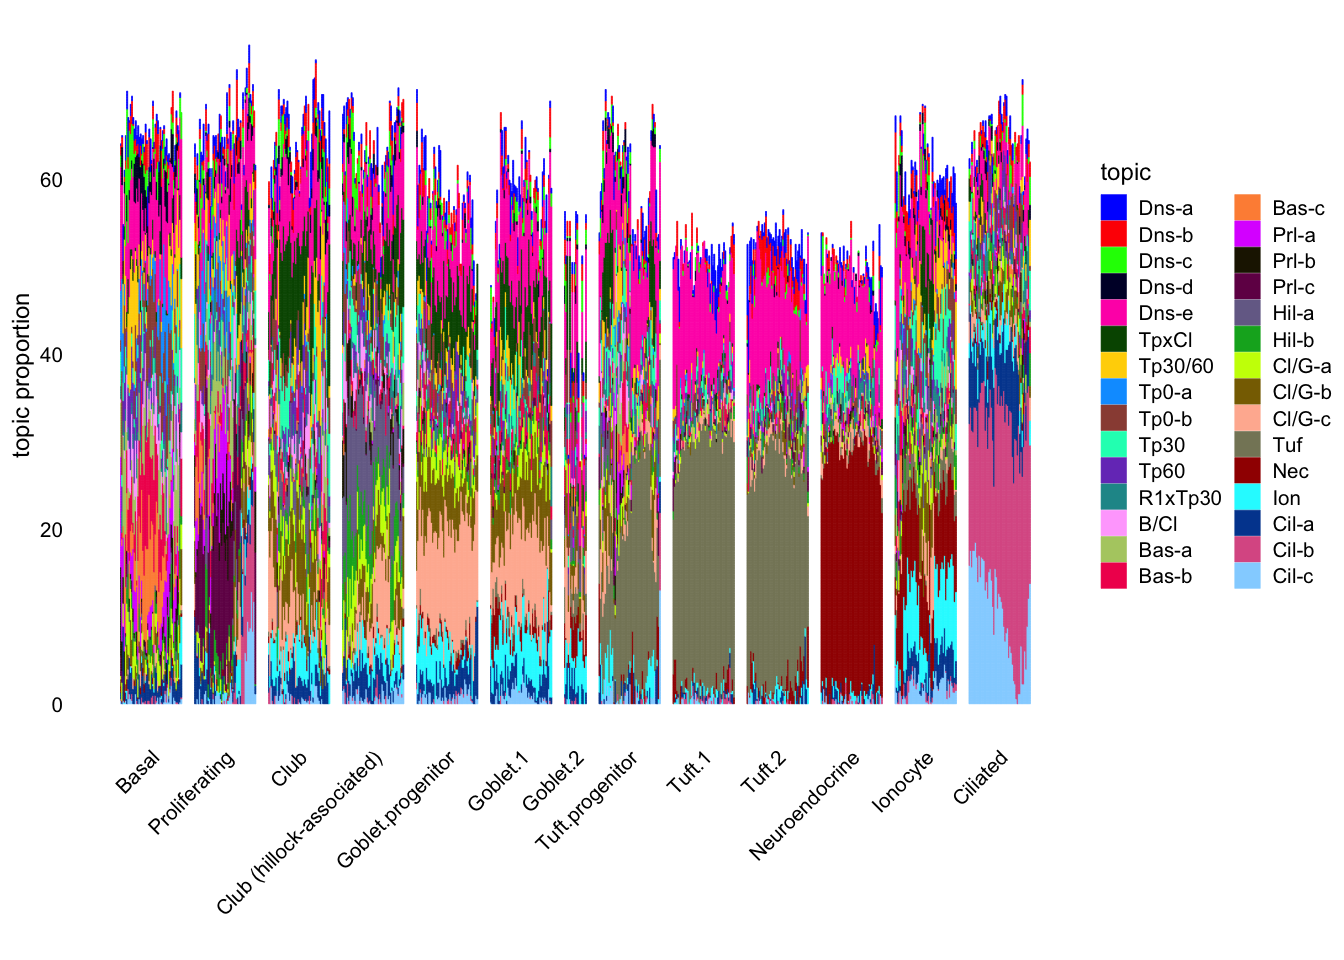 60
40
20
0
topic proportion
Basal
Proliferating
Club
Club (hillock-associated)
Goblet.progenitor
Goblet.1
Goblet.2
Tuft.progenitor
Tuft.1
Tuft.2
Neuroendocrine
Ionocyte
Ciliated
topic
Dns-a
Dns-b
Dns-c
Dns-d
Dns-e
TpxCl
Tp30/60
Tp0-a
Tp0-b
Tp30
Tp60
R1xTp30
B/Cl
Bas-a
Bas-b
Bas-c
Prl-a
Prl-b
Prl-c
Hil-a
Hil-b
Cl/G-a
Cl/G-b
Cl/G-c
Tuf
Nec
Ion
Cil-a
Cil-b
Cil-c